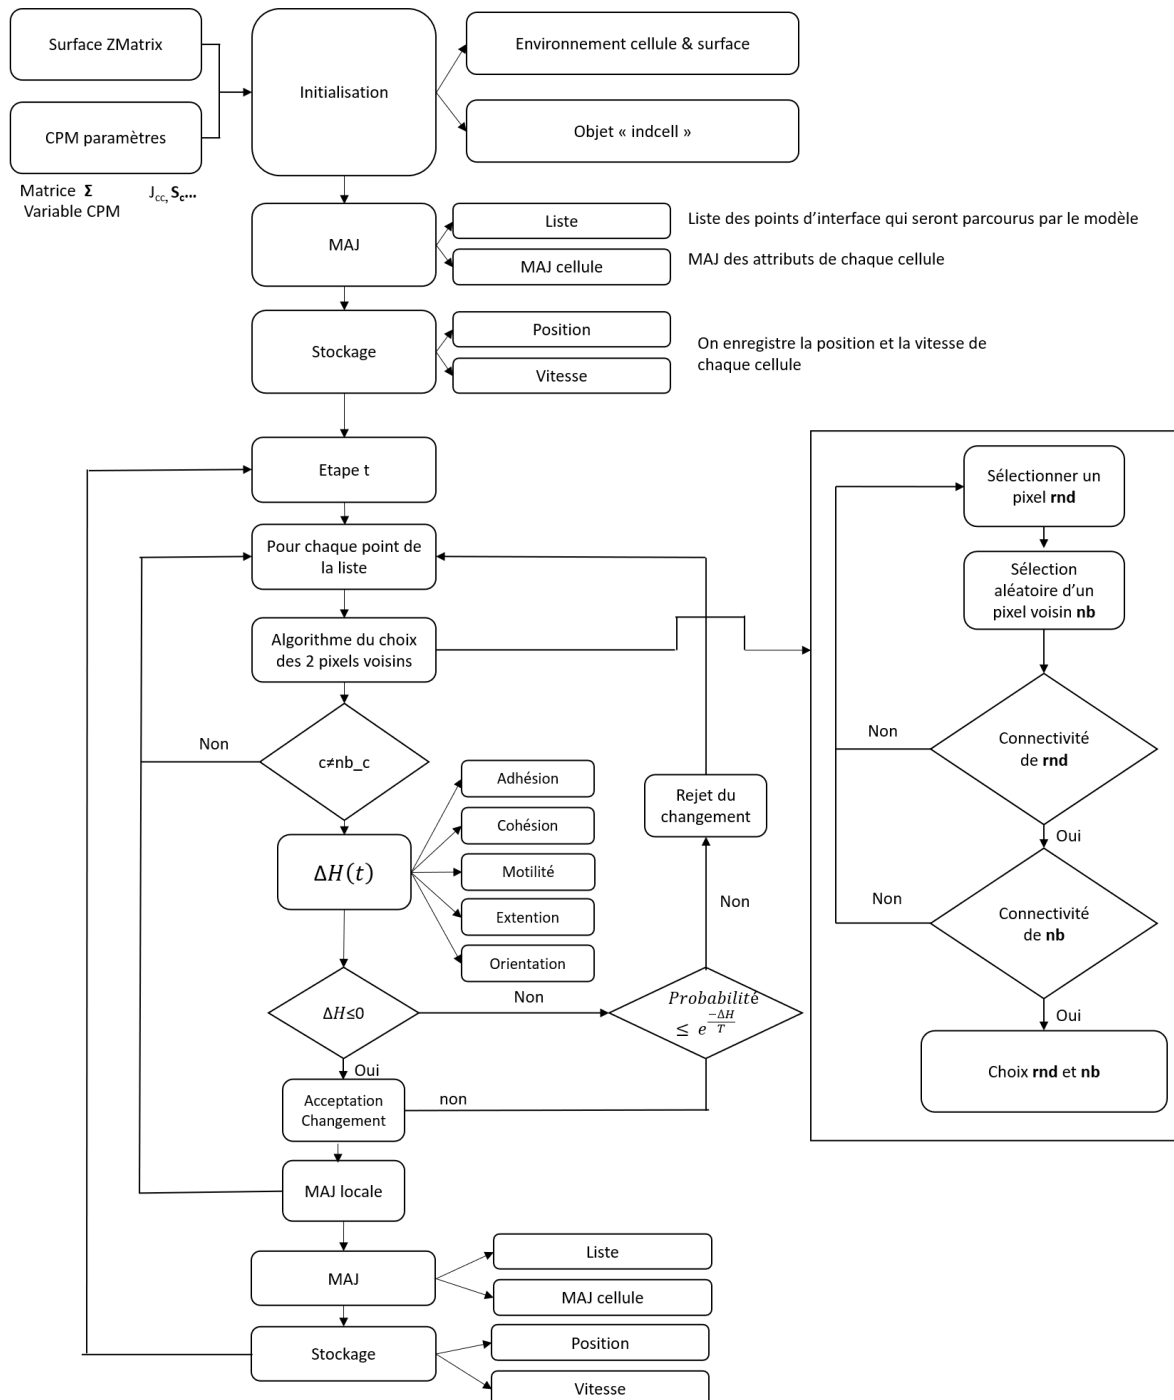 Surface ZMatrix
CPM paramètres
Matrice Σ J_cc, S_c...
Variable CPM
Initialisation
Environnement cellule & surface
Objet « indcell »
MAJ
Liste
MAJ cellule
Liste des points d’interface qui seront parcourus par le modèle
MAJ des attributs de chaque cellule
Stockage
Position
Vitesse
On enregistre la position et la vitesse de
chaque cellule
Etape t
Pour chaque point de
la liste
Algorithme du choix
des 2 pixels voisins
Non
c≠nb_c
ΔH(t)
Adhésion
Cohésion
Motilité
Extention
Orientation
ΔH≤0
Non
Probabilité
≤ e^(-ΔH/T)
Non
Rejet du
changement
Oui
Acceptation
Changement
non
MAJ locale
MAJ
Liste
MAJ cellule
Stockage
Position
Vitesse
Sélectionner un
pixel rnd
Sélection
aléatoire d’un
pixel voisin nb
Non
Connectivité
de rnd
Oui
Non
Connectivité
de nb
Oui
Choix rnd et nb